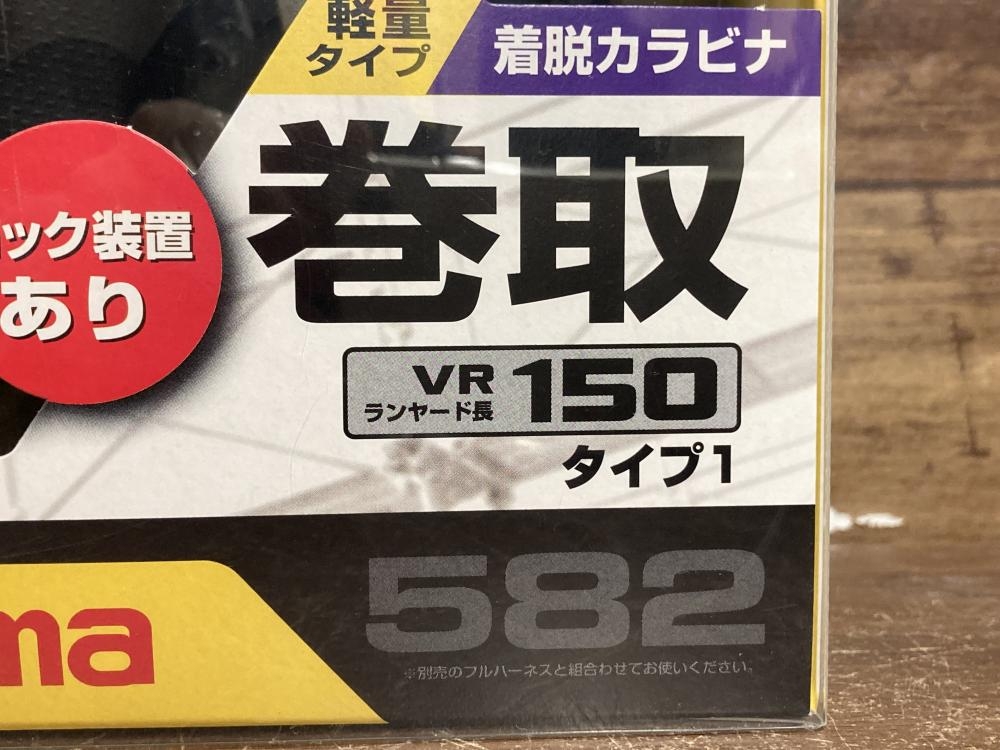 軽量
タイプ
着脱カラビナ
巻取
ック装置
あり
VR
ランヤード長
150
タイプ1
582
ma
※別売のフルハーネスと組合わせてお使いください。